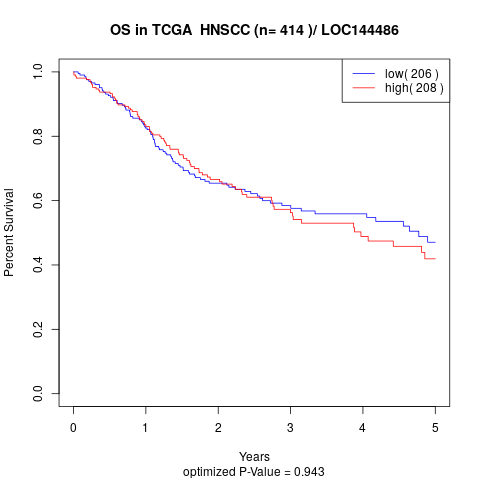 OS in TCGA HNSCC (n= 414 )/ LOC144486
low( 206 )
high( 208 )
Percent Survival
1.0
0.8
0.6
0.4
0.2
0.0
0 1 2 3 4 5
Years
optimized P-Value = 0.943